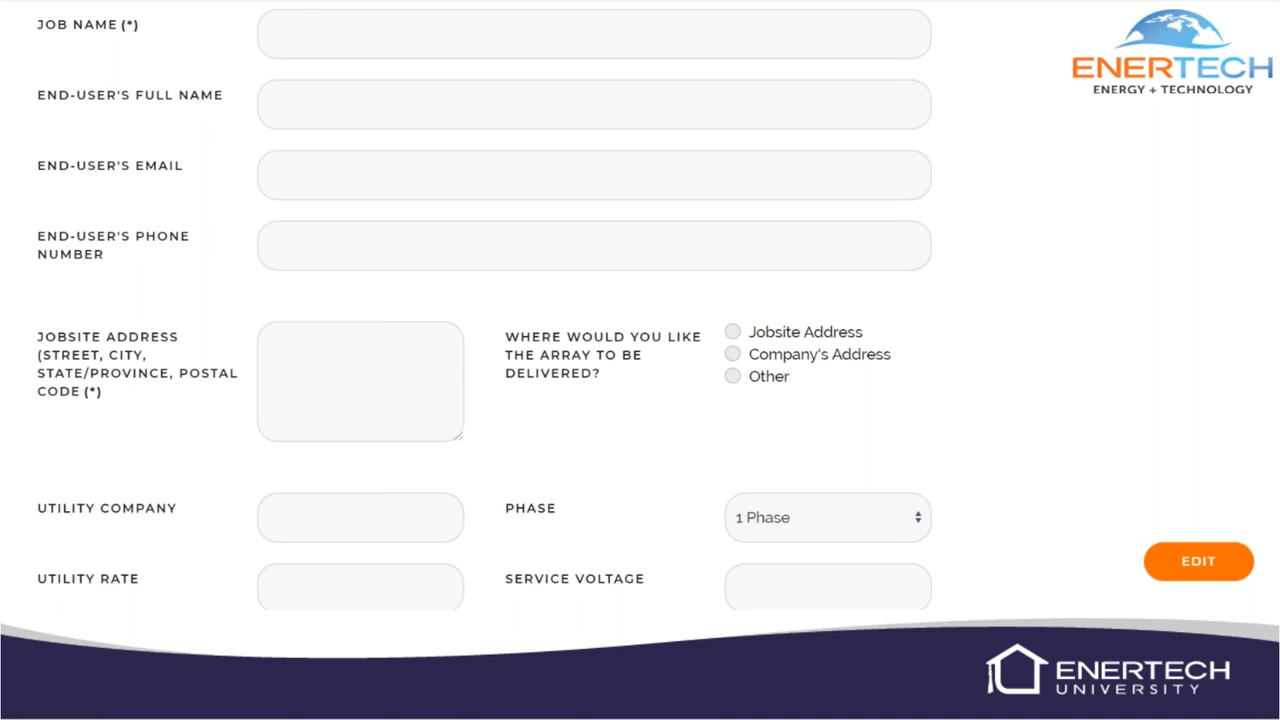 JOB NAME (*)
ENERTECH
ENERGY + TECHNOLOGY
END-USER'S FULL NAME
END-USER'S EMAIL
END-USER'S PHONE
NUMBER
JOBSITE ADDRESS
(STREET, CITY,
STATE/PROVINCE, POSTAL
CODE (*)
WHERE WOULD YOU LIKE
THE ARRAY TO BE
DELIVERED?
Jobsite Address
Company's Address
Other
UTILITY COMPANY
PHASE
1 Phase
UTILITY RATE
SERVICE VOLTAGE
EDIT
ENERTECH
UNIVERSITY